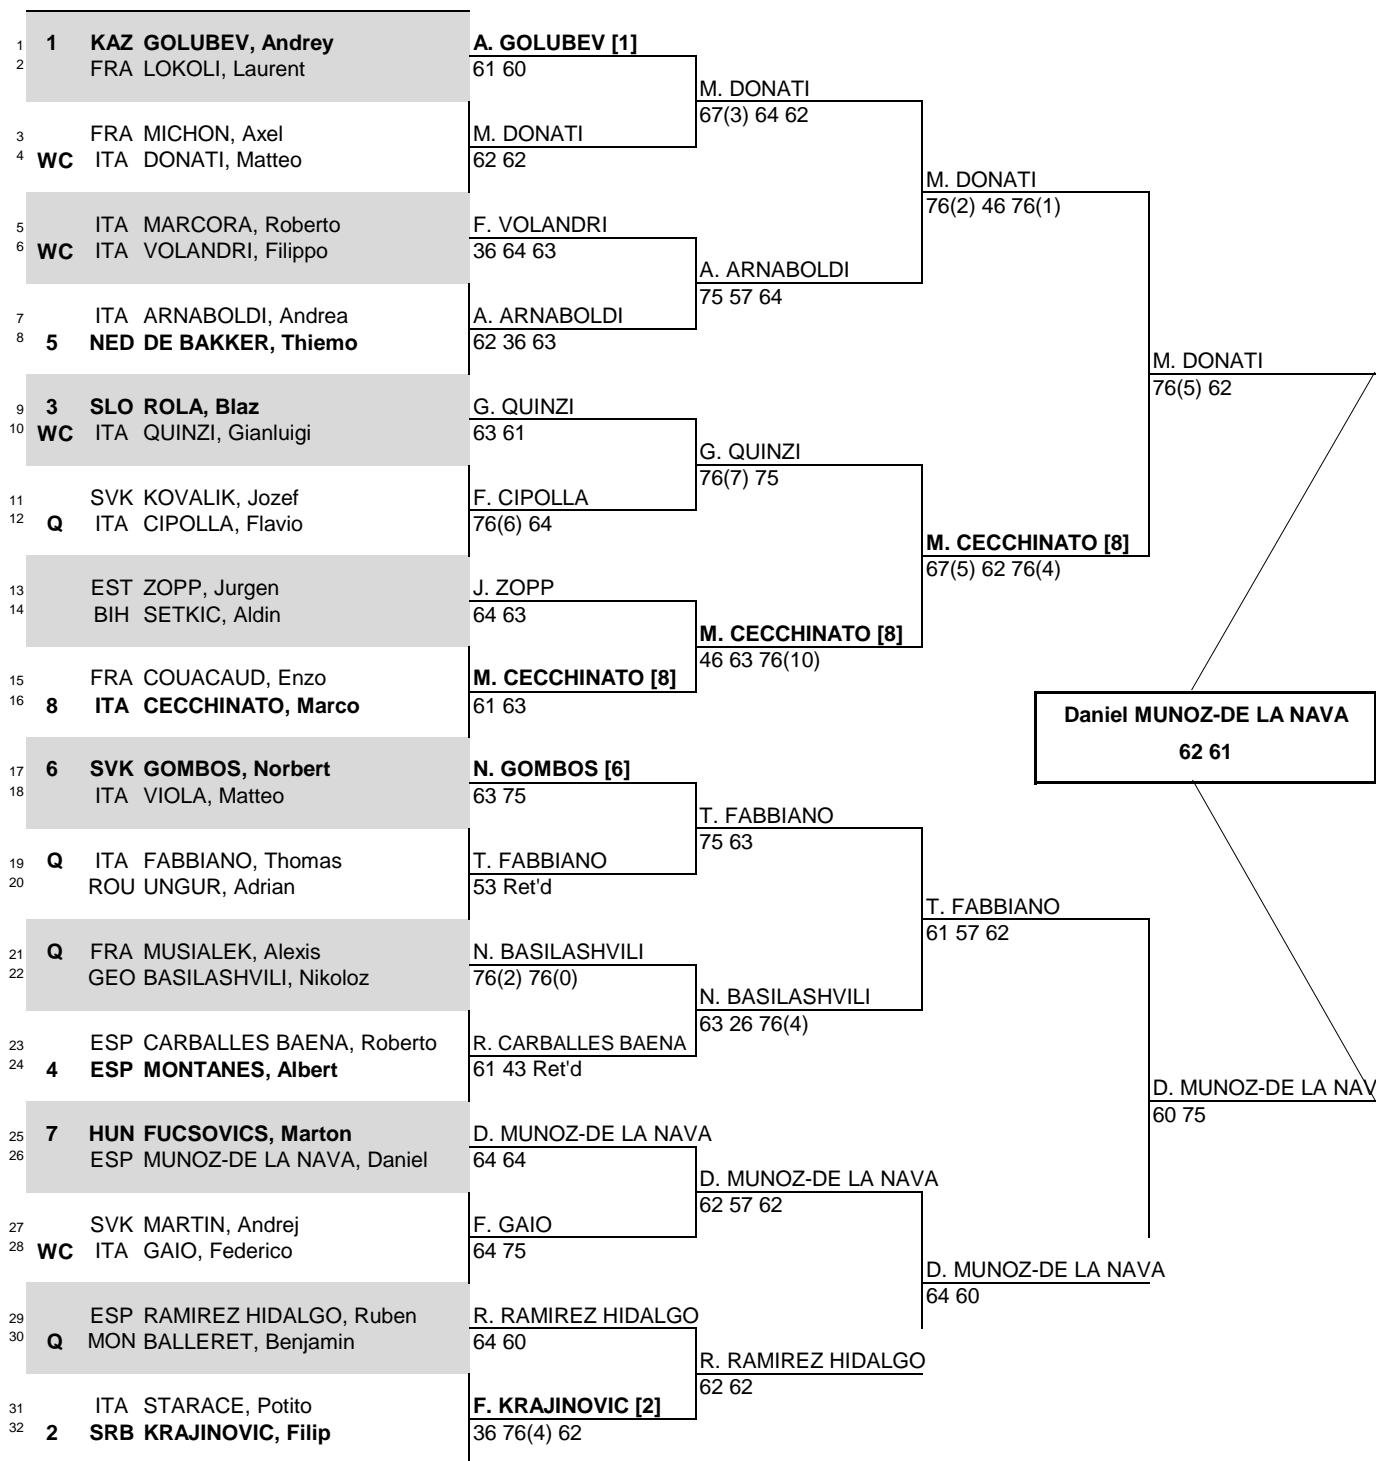 1 1 KAZ GOLUBEV, Andrey
2 FRA LOKOLI, Laurent
3 FRA MICHON, Axel
4 WC ITA DONATI, Matteo
5 ITA MARCORA, Roberto
6 WC ITA VOLANDRI, Filippo
7 ITA ARNABOLDI, Andrea
8 5 NED DE BAKKER, Thiemo
9 3 SLO ROLA, Blaz
10 WC ITA QUINZI, Gianluigi
11 SVK KOVALIK, Jozef
12 Q ITA CIPOLLA, Flavio
13 EST ZOPP, Jurgen
14 BIH SETKIC, Aldin
15 FRA COUACAUD, Enzo
16 8 ITA CECCHINATO, Marco
17 6 SVK GOMBOS, Norbert
18 ITA VIOLA, Matteo
19 Q ITA FABBIANO, Thomas
20 ROU UNGUR, Adrian
21 Q FRA MUSIALEK, Alexis
22 GEO BASILASHVILI, Nikoloz
23 ESP CARBALLES BAENA, Roberto
24 4 ESP MONTANES, Albert
25 7 HUN FUCSOVICS, Marton
26 ESP MUNOZ-DE LA NAVA, Daniel
27 SVK MARTIN, Andrej
28 WC ITA GAIO, Federico
29 ESP RAMIREZ HIDALGO, Ruben
30 Q MON BALLERET, Benjamin
31 ITA STARACE, Potito
32 2 SRB KRAJINOVIC, Filip
A. GOLUBEV [1]
61 60
M. DONATI
62 62
F. VOLANDRI
36 64 63
A. ARNABOLDI
62 36 63
G. QUINZI
63 61
F. CIPOLLA
76(6) 64
J. ZOPP
64 63
M. CECCHINATO [8]
61 63
N. GOMBOS [6]
63 75
T. FABBIANO
53 Ret'd
N. BASILASHVILI
76(2) 76(0)
R. CARBALLES BAENA
61 43 Ret'd
D. MUNOZ-DE LA NAVA
64 64
F. GAIO
64 75
R. RAMIREZ HIDALGO
64 60
F. KRAJINOVIC [2]
36 76(4) 62
M. DONATI
67(3) 64 62
A. ARNABOLDI
75 57 64
G. QUINZI
76(7) 75
M. CECCHINATO [8]
46 63 76(10)
T. FABBIANO
75 63
N. BASILASHVILI
63 26 76(4)
D. MUNOZ-DE LA NAVA
62 57 62
R. RAMIREZ HIDALGO
62 62
M. DONATI
76(2) 46 76(1)
M. CECCHINATO [8]
67(5) 62 76(4)
T. FABBIANO
61 57 62
D. MUNOZ-DE LA NAVA
64 60
M. DONATI
76(5) 62
D. MUNOZ-DE LA NAV
60 75
Daniel MUNOZ-DE LA NAVA
62 61